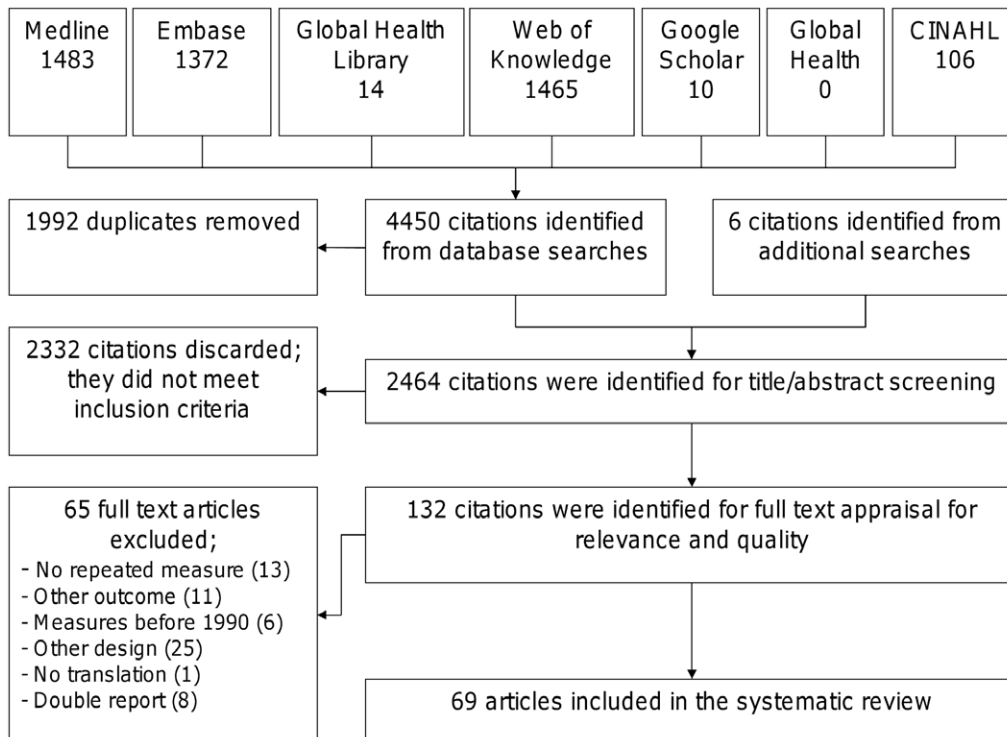 Medline
1483
Embase
1372
Global Health
Library
14
Web of
Knowledge
1465
Google
Scholar
10
Global
Health
0
CINAHL
106
1992 duplicates removed
4450 citations identified
from database searches
6 citations identified from
additional searches
2332 citations discarded;
they did not meet
inclusion criteria
2464 citations were identified for title/abstract screening
65 full text articles
excluded;
- No repeated measure (13)
- Other outcome (11)
- Measures before 1990 (6)
- Other design (25)
- No translation (1)
- Double report (8)
132 citations were identified for full text appraisal for
relevance and quality
69 articles included in the systematic review